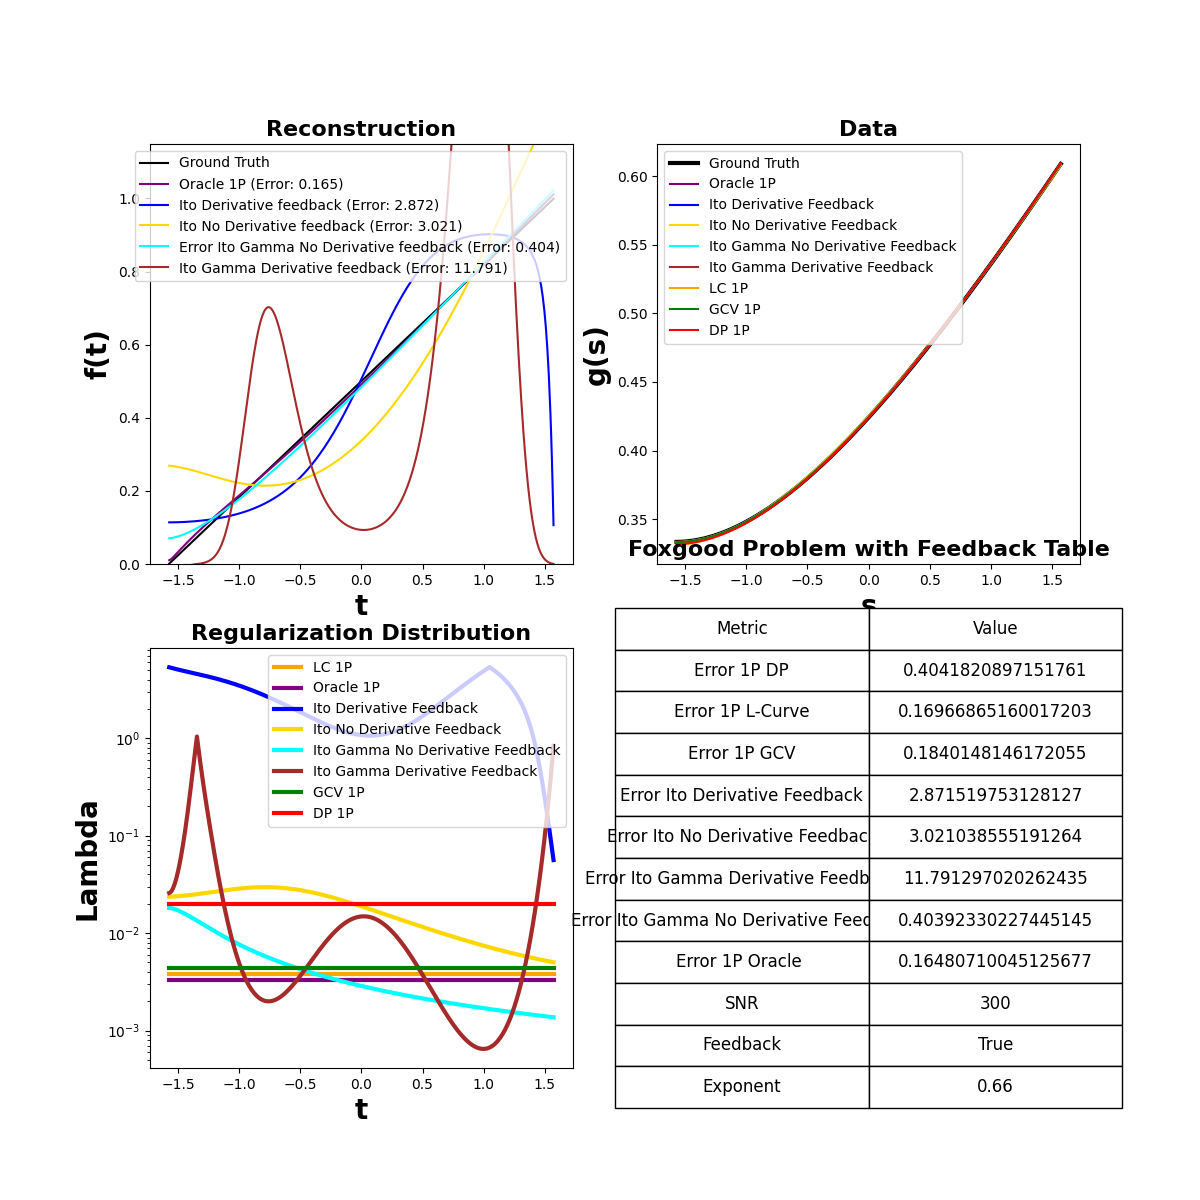 Reconstruction
Ground Truth
Oracle 1P (Error: 0.165)
Ito Derivative feedback (Error: 2.872)
Ito No Derivative feedback (Error: 3.021)
Error Ito Gamma No Derivative feedback (Error: 0.404)
Ito Gamma Derivative feedback (Error: 11.791)
1.0
0.8
0.6
0.4
0.2
0.0
f(t)
−1.5 −1.0 −0.5 0.0 0.5 1.0 1.5
t
Data
Ground Truth
Oracle 1P
Ito Derivative Feedback
Ito No Derivative Feedback
Ito Gamma No Derivative Feedback
Ito Gamma Derivative Feedback
LC 1P
GCV 1P
DP 1P
0.60
0.55
0.50
0.45
0.40
0.35
g(s)
−1.5 −1.0 −0.5 0.0 0.5 1.0 1.5
s
Regularization Distribution
LC 1P
Oracle 1P
Ito Derivative Feedback
Ito No Derivative Feedback
Ito Gamma No Derivative Feedback
Ito Gamma Derivative Feedback
GCV 1P
DP 1P
10⁰
10⁻¹
10⁻²
10⁻³
Lambda
−1.5 −1.0 −0.5 0.0 0.5 1.0 1.5
t
Foxgood Problem with Feedback Table
Metric Value
Error 1P DP 0.4041820897151761
Error 1P L-Curve 0.16966865160017203
Error 1P GCV 0.1840148146172055
Error Ito Derivative Feedback 2.871519753128127
Error Ito No Derivative Feedbac 3.021038555191264
Error Ito Gamma Derivative Feedb 11.791297020262435
Error Ito Gamma No Derivative Feed 0.40392330227445145
Error 1P Oracle 0.16480710045125677
SNR 300
Feedback True
Exponent 0.66